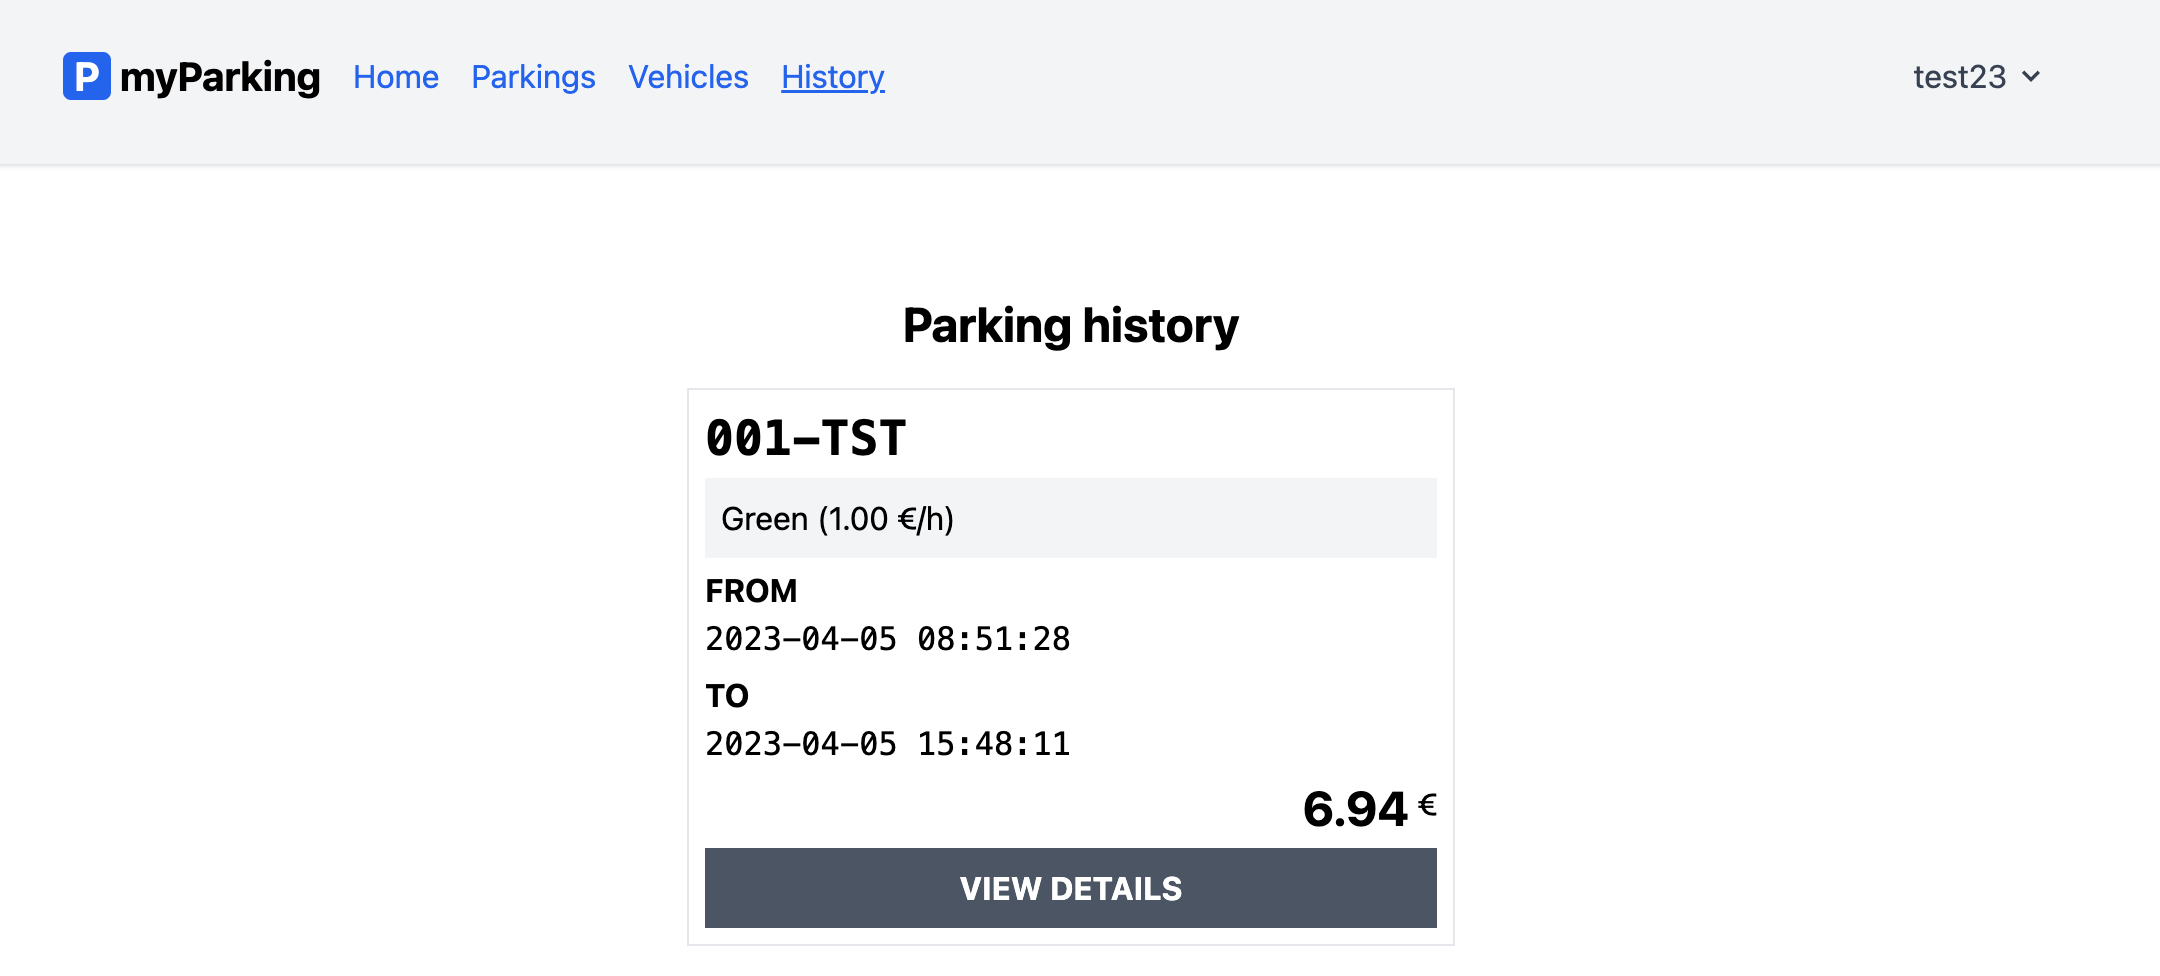 P myParking Home Parkings Vehicles History test23
Parking history
001-TST
Green (1.00 €/h)
FROM
2023-04-05 08:51:28
TO
2023-04-05 15:48:11
6.94 €
VIEW DETAILS